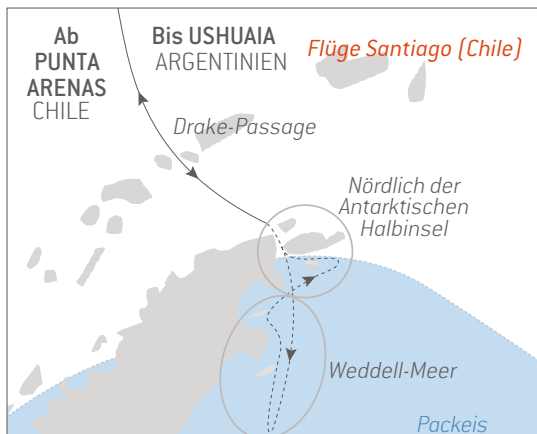 Ab
PUNTA
ARENAS
CHILE
Bis USHUAIA
ARGENTINIEN
Flüge Santiago (Chile)
Drake-Passage
Nördlich der
Antarktischen
Halbinsel
Weddell-Meer
Packeis